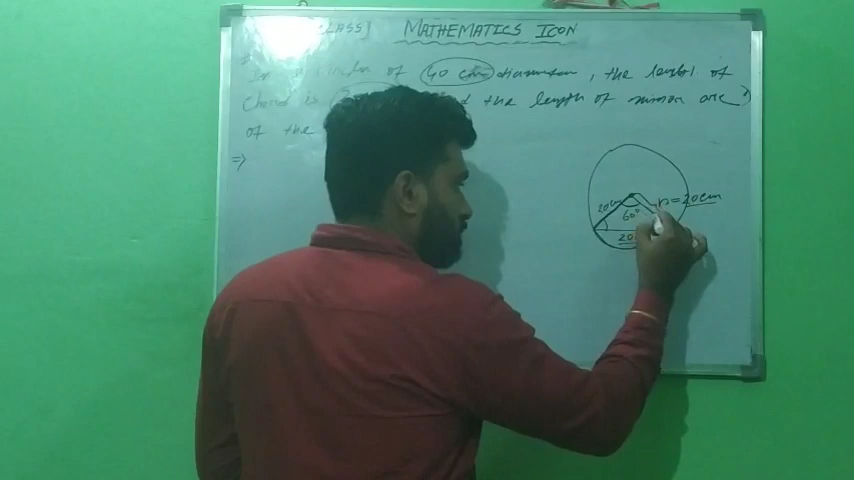 CLASS] MATHEMATICS ICON
In a circle of 40 cm diameter, the length of
chord is the length of minor arc
of the
⇒
20cm r=20cm
60°
20